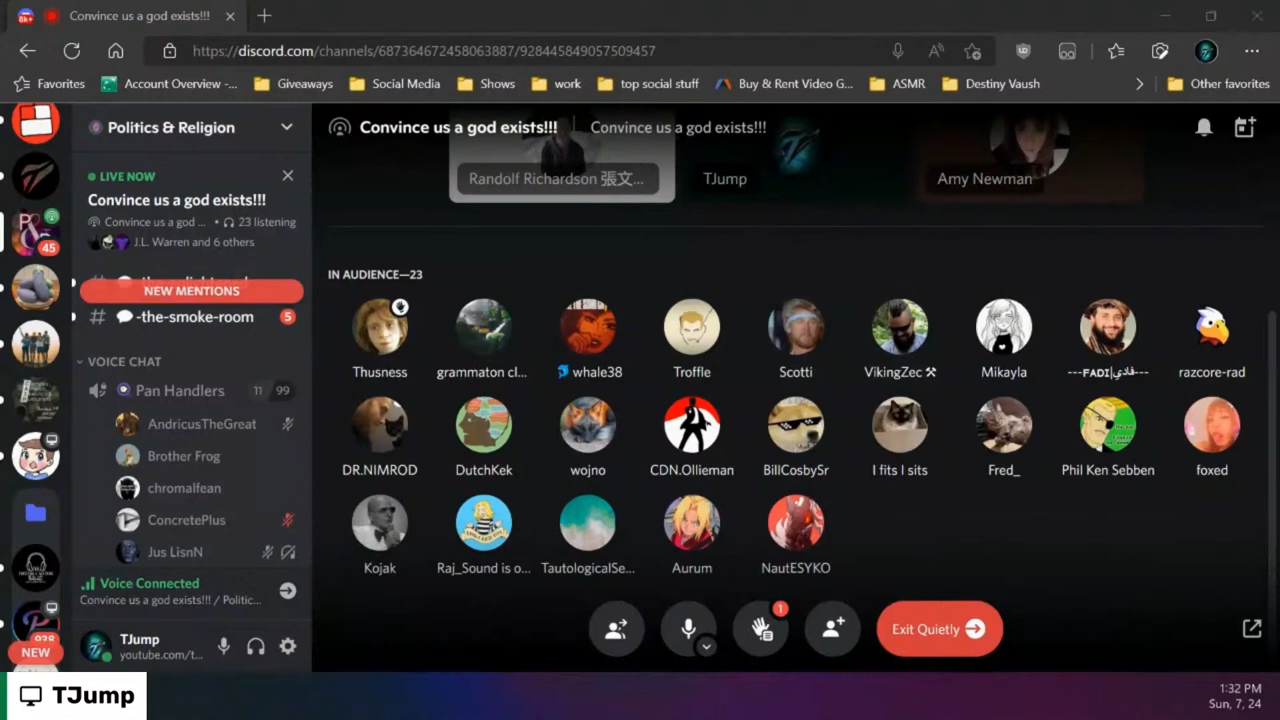 8k+
Convince us a god exists!!!
https://discord.com/channels/687364672458063887/928445849057509457
Favorites
Account Overview -...
Giveaways
Social Media
Shows
work
top social stuff
Buy & Rent Video G...
ASMR
Destiny Vaush
Other favorites
Politics & Religion
LIVE NOW
Convince us a god exists!!!
Convince us a god ... • 23 listening
J.L. Warren and 6 others
NEW MENTIONS
-the-smoke-room 5
VOICE CHAT
Pan Handlers 11 99
AndricusTheGreat
Brother Frog
chromalfean
ConcretePlus
Jus LisnN
Voice Connected
Convince us a god exists!!! / Politic...
TJump
youtube.com/t...
45
NEW
Convince us a god exists!!! Convince us a god exists!!!
Randolf Richardson 張文...
TJump
Amy Newman
IN AUDIENCE—23
Thusness
grammaton cl...
whale38
Troffle
Scotti
VikingZec
Mikayla
---FADI|فادي---
razcore-rad
DR.NIMROD
DutchKek
wojno
CDN.Ollieman
BillCosbySr
I fits I sits
Fred_
Phil Ken Sebben
foxed
Kojak
Raj_Sound is o...
TautologicalSe...
Aurum
NautESYKO
1
Exit Quietly
TJump
1:32 PM
Sun, 7, 24